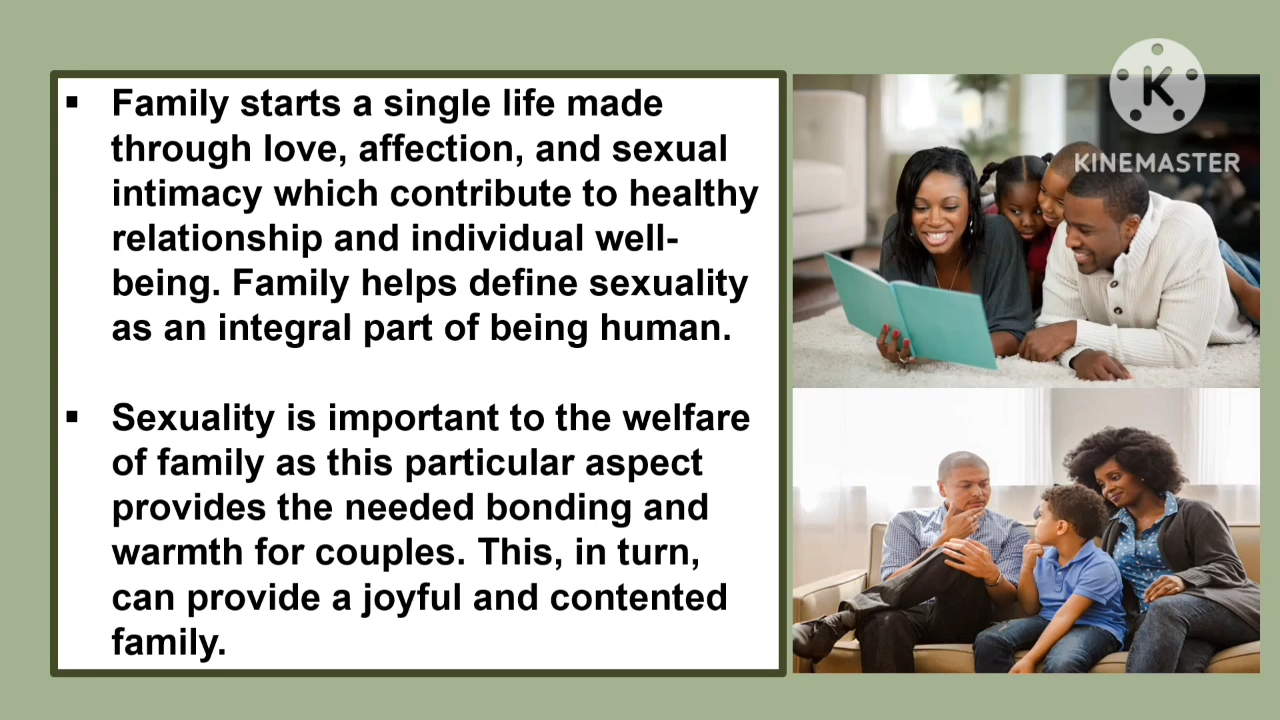 ▪ Family starts a single life made
through love, affection, and sexual
intimacy which contribute to healthy
relationship and individual well-
being. Family helps define sexuality
as an integral part of being human.
▪ Sexuality is important to the welfare
of family as this particular aspect
provides the needed bonding and
warmth for couples. This, in turn,
can provide a joyful and contented
family.
K
KINEMASTER